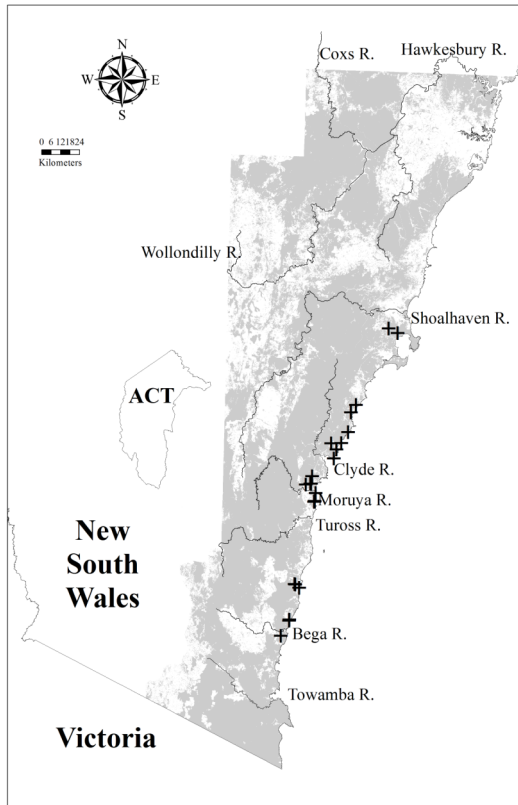 Coxs R.
Hawkesbury R.
N
W E
S
0 6 121824
Kilometers
Wollondilly R.
Shoalhaven R.
ACT
Clyde R.
Moruya R.
New
South
Wales
Tuross R.
Bega R.
Towamba R.
Victoria